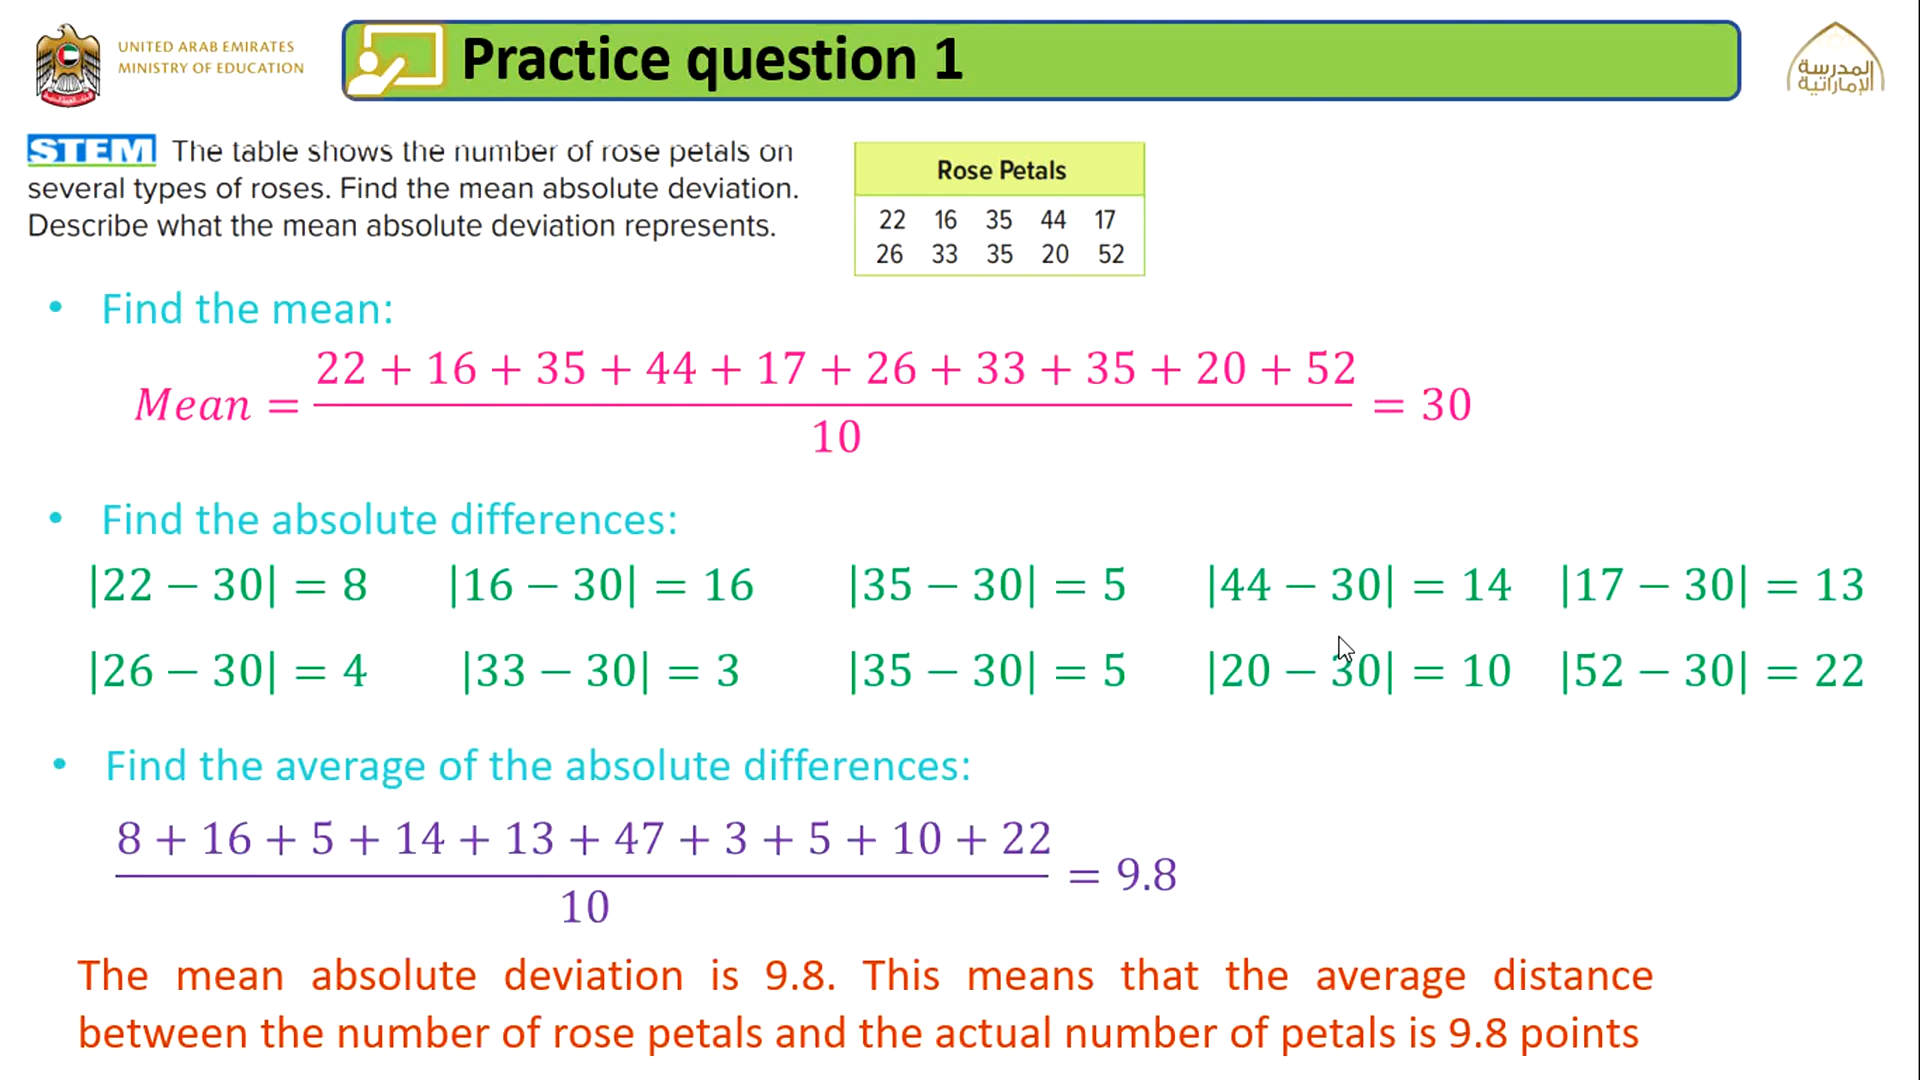 UNITED ARAB EMIRATES
MINISTRY OF EDUCATION
Practice question 1
المدرسة
الإماراتية
STEM The table shows the number of rose petals on
several types of roses. Find the mean absolute deviation.
Describe what the mean absolute deviation represents.
Rose Petals
22 16 35 44 17
26 33 35 20 52
• Find the mean:
22 + 16 + 35 + 44 + 17 + 26 + 33 + 35 + 20 + 52
Mean = = 30
10
• Find the absolute differences:
|22 − 30| = 8 |16 − 30| = 16 |35 − 30| = 5 |44 − 30| = 14 |17 − 30| = 13
|26 − 30| = 4 |33 − 30| = 3 |35 − 30| = 5 |20 − 30| = 10 |52 − 30| = 22
• Find the average of the absolute differences:
8 + 16 + 5 + 14 + 13 + 47 + 3 + 5 + 10 + 22
= 9.8
10
The mean absolute deviation is 9.8. This means that the average distance
between the number of rose petals and the actual number of petals is 9.8 points